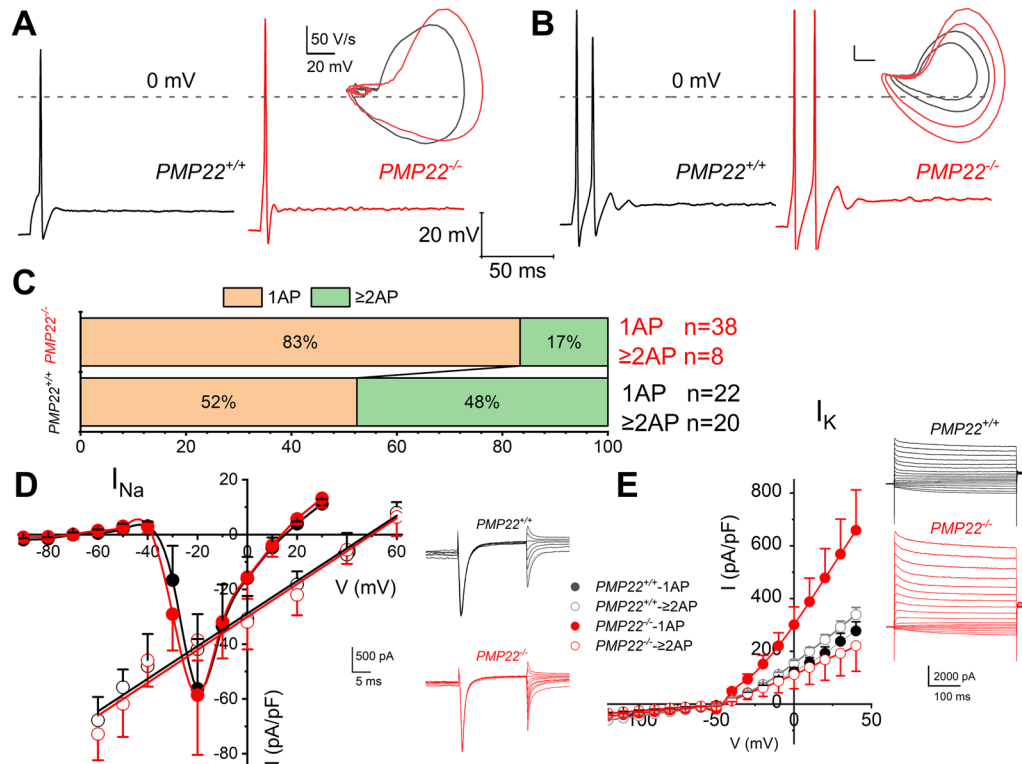 A
50 V/s
20 mV
0 mV
PMP22+/+
PMP22-/-
B
0 mV
PMP22+/+
PMP22-/-
20 mV
50 ms
C
1AP
≥2AP
PMP22-/-
83%
17%
1AP n=38
≥2AP n=8
PMP22+/+
52%
48%
1AP n=22
≥2AP n=20
0 20 40 60 80 100
D
INa
20
0
-20
-40
-60
-80
-80 -60 -40 -20 0 20 40 60
V (mV)
I (pA/pF)
PMP22+/+
500 pA
5 ms
PMP22-/-
PMP22+/+-1AP
PMP22+/+-≥2AP
PMP22-/--1AP
PMP22-/--≥2AP
E
IK
800
600
400
200
0
I (pA/pF)
-100 -50 0 50
V (mV)
PMP22+/+
PMP22-/-
2000 pA
100 ms